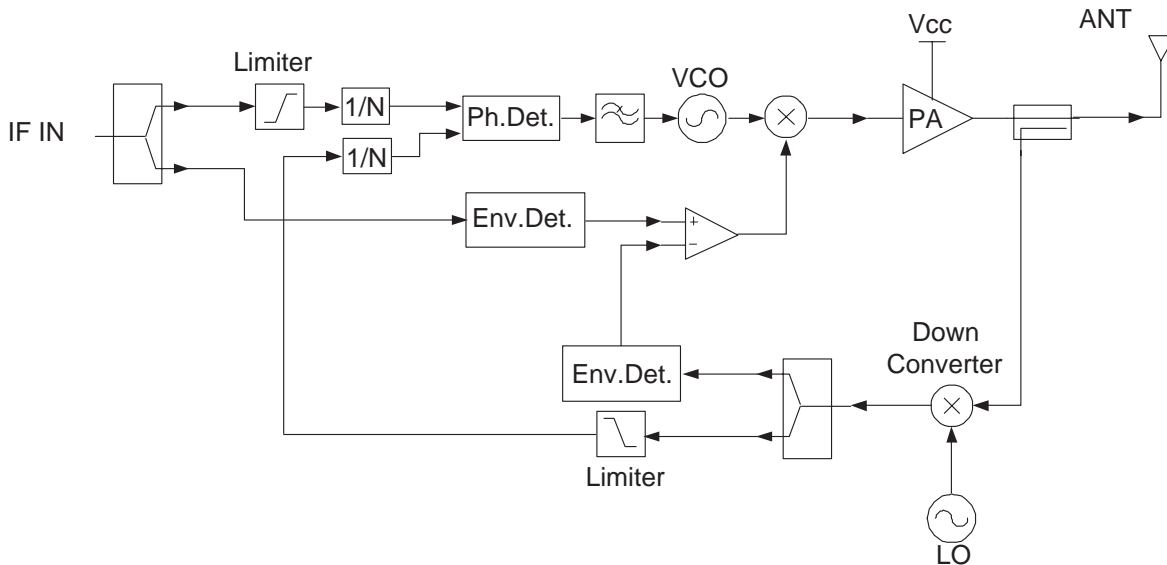 ANT
Vcc
Limiter
VCO
IF IN
1/N
Ph.Det.
PA
1/N
Env.Det.
+
−
Down
Converter
Env.Det.
Limiter
LO